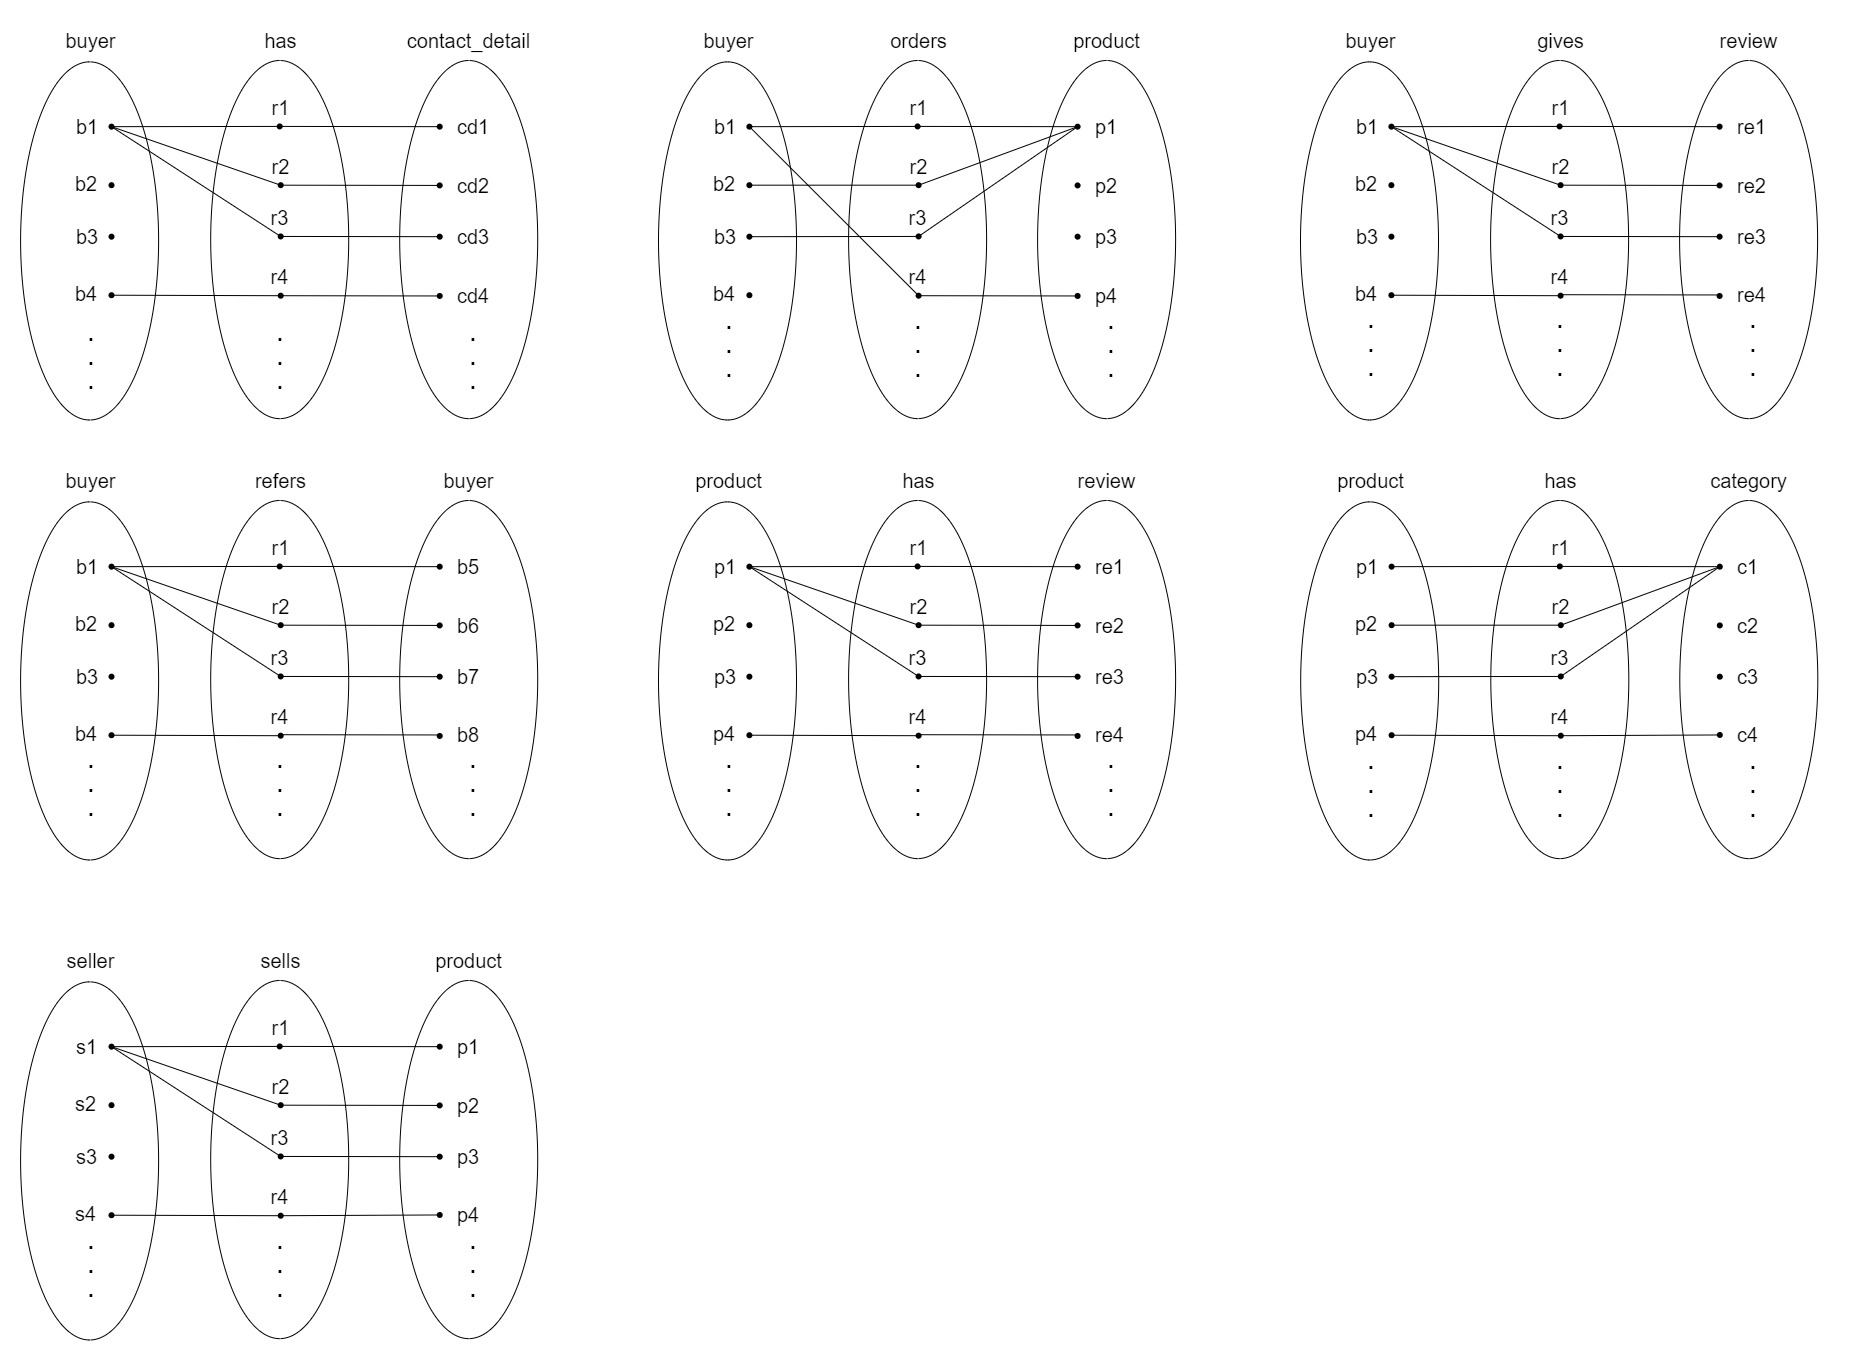 buyer has contact_detail
r1
b1 cd1
r2
b2 cd2
r3
b3 cd3
r4
b4 cd4
.
.
.
buyer orders product
r1
b1 p1
r2
b2 p2
r3
b3 p3
r4
b4 p4
.
.
.
buyer gives review
r1
b1 re1
r2
b2 re2
r3
b3 re3
r4
b4 re4
.
.
.
buyer refers buyer
r1
b1 b5
r2
b2 b6
r3
b3 b7
r4
b4 b8
.
.
.
product has review
r1
p1 re1
r2
p2 re2
r3
p3 re3
r4
p4 re4
.
.
.
product has category
r1
p1 c1
r2
p2 c2
r3
p3 c3
r4
p4 c4
.
.
.
seller sells product
r1
s1 p1
r2
s2 p2
r3
s3 p3
r4
s4 p4
.
.
.